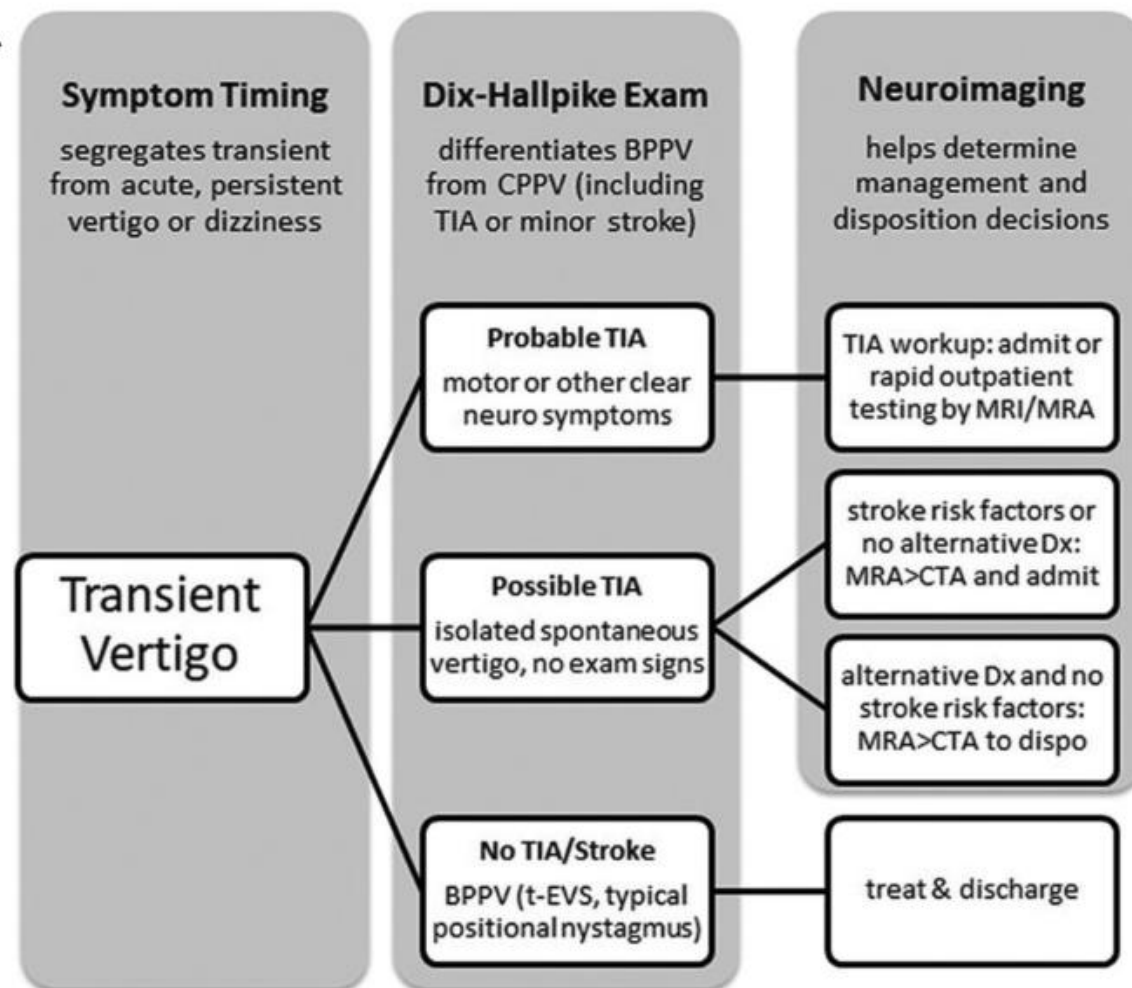 Symptom Timing
segregates transient
from acute, persistent
vertigo or dizziness
Dix-Hallpike Exam
differentiates BPPV
from CPPV (including
TIA or minor stroke)
Neuroimaging
helps determine
management and
disposition decisions
Transient
Vertigo
Probable TIA
motor or other clear
neuro symptoms
TIA workup: admit or
rapid outpatient
testing by MRI/MRA
Possible TIA
isolated spontaneous
vertigo, no exam signs
stroke risk factors or
no alternative Dx:
MRA>CTA and admit
alternative Dx and no
stroke risk factors:
MRA>CTA to dispo
No TIA/Stroke
BPPV (t-EVS, typical
positional nystagmus)
treat & discharge